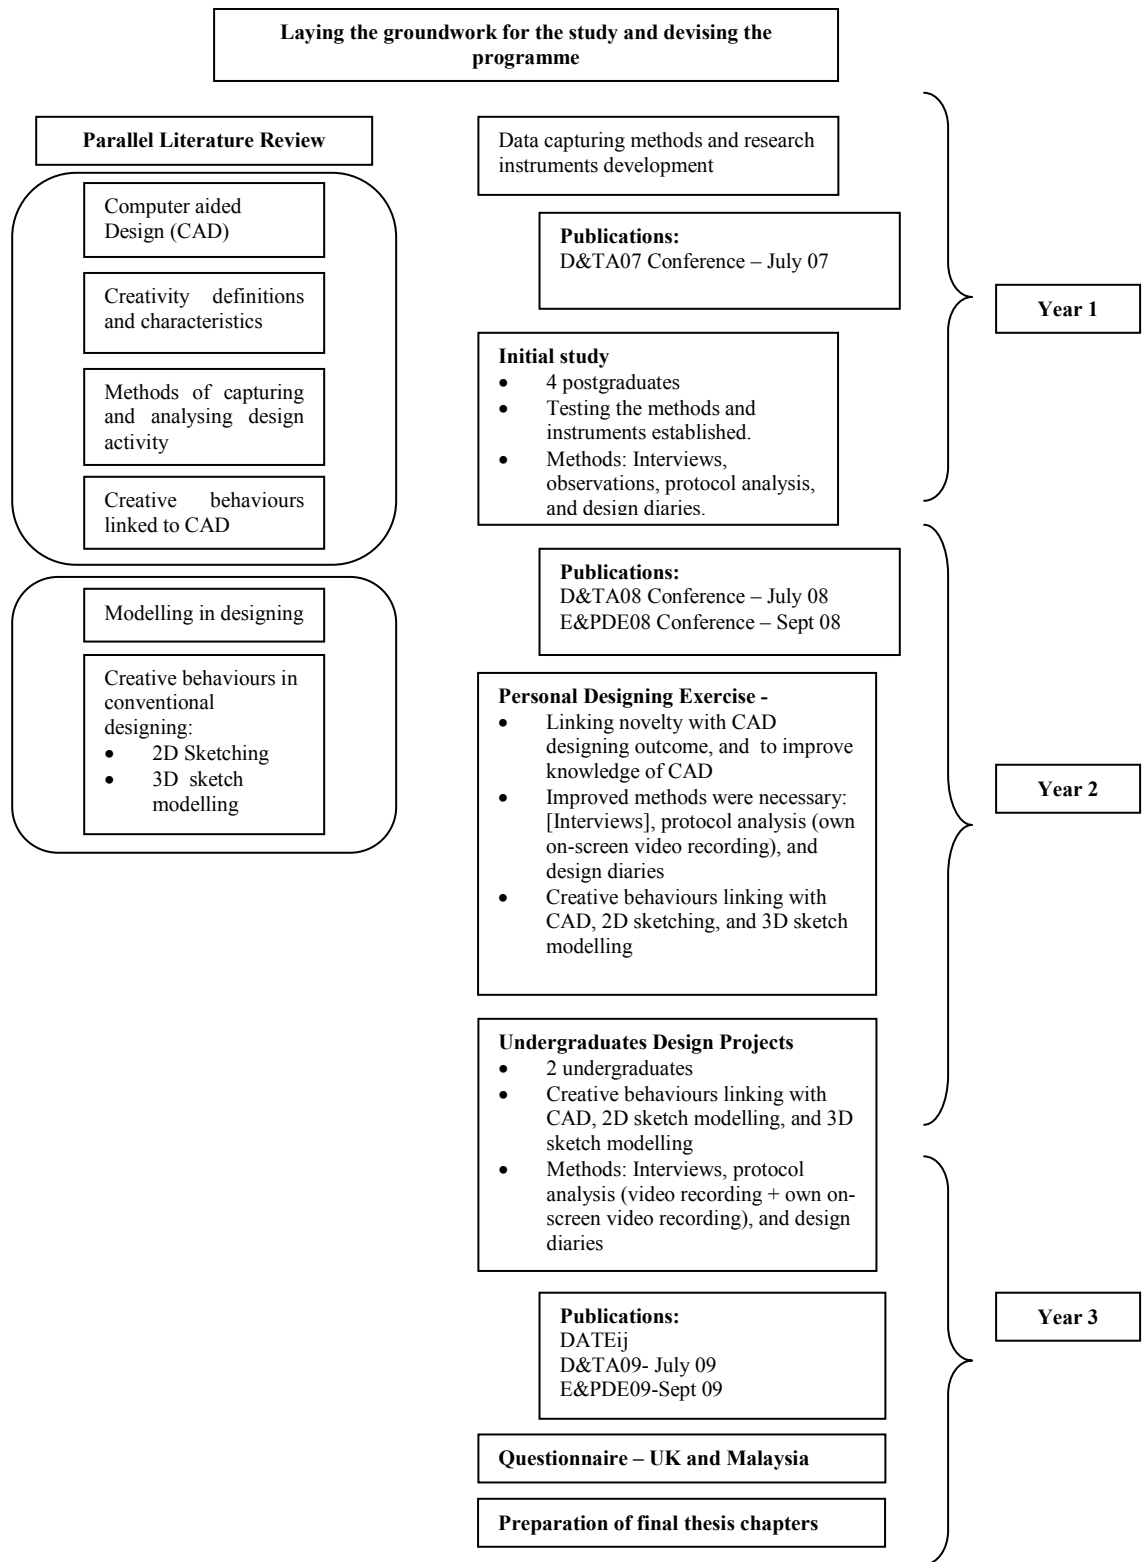 Laying the groundwork for the study and devising the
programme
Parallel Literature Review
Computer aided
Design (CAD)
Creativity definitions
and characteristics
Methods of capturing
and analysing design
activity
Creative behaviours
linked to CAD
Modelling in designing
Creative behaviours in
conventional
designing:
• 2D Sketching
• 3D sketch
modelling
Data capturing methods and research
instruments development
Publications:
D&TA07 Conference – July 07
Initial study
• 4 postgraduates
• Testing the methods and
instruments established.
• Methods: Interviews,
observations, protocol analysis,
and design diaries.
Publications:
D&TA08 Conference – July 08
E&PDE08 Conference – Sept 08
Personal Designing Exercise -
• Linking novelty with CAD
designing outcome, and to improve
knowledge of CAD
• Improved methods were necessary:
[Interviews], protocol analysis (own
on-screen video recording), and
design diaries
• Creative behaviours linking with
CAD, 2D sketching, and 3D sketch
modelling
Undergraduates Design Projects
• 2 undergraduates
• Creative behaviours linking with
CAD, 2D sketch modelling, and 3D
sketch modelling
• Methods: Interviews, protocol
analysis (video recording + own on-
screen video recording), and design
diaries
Publications:
DATEij
D&TA09- July 09
E&PDE09-Sept 09
Questionnaire – UK and Malaysia
Preparation of final thesis chapters
Year 1
Year 2
Year 3